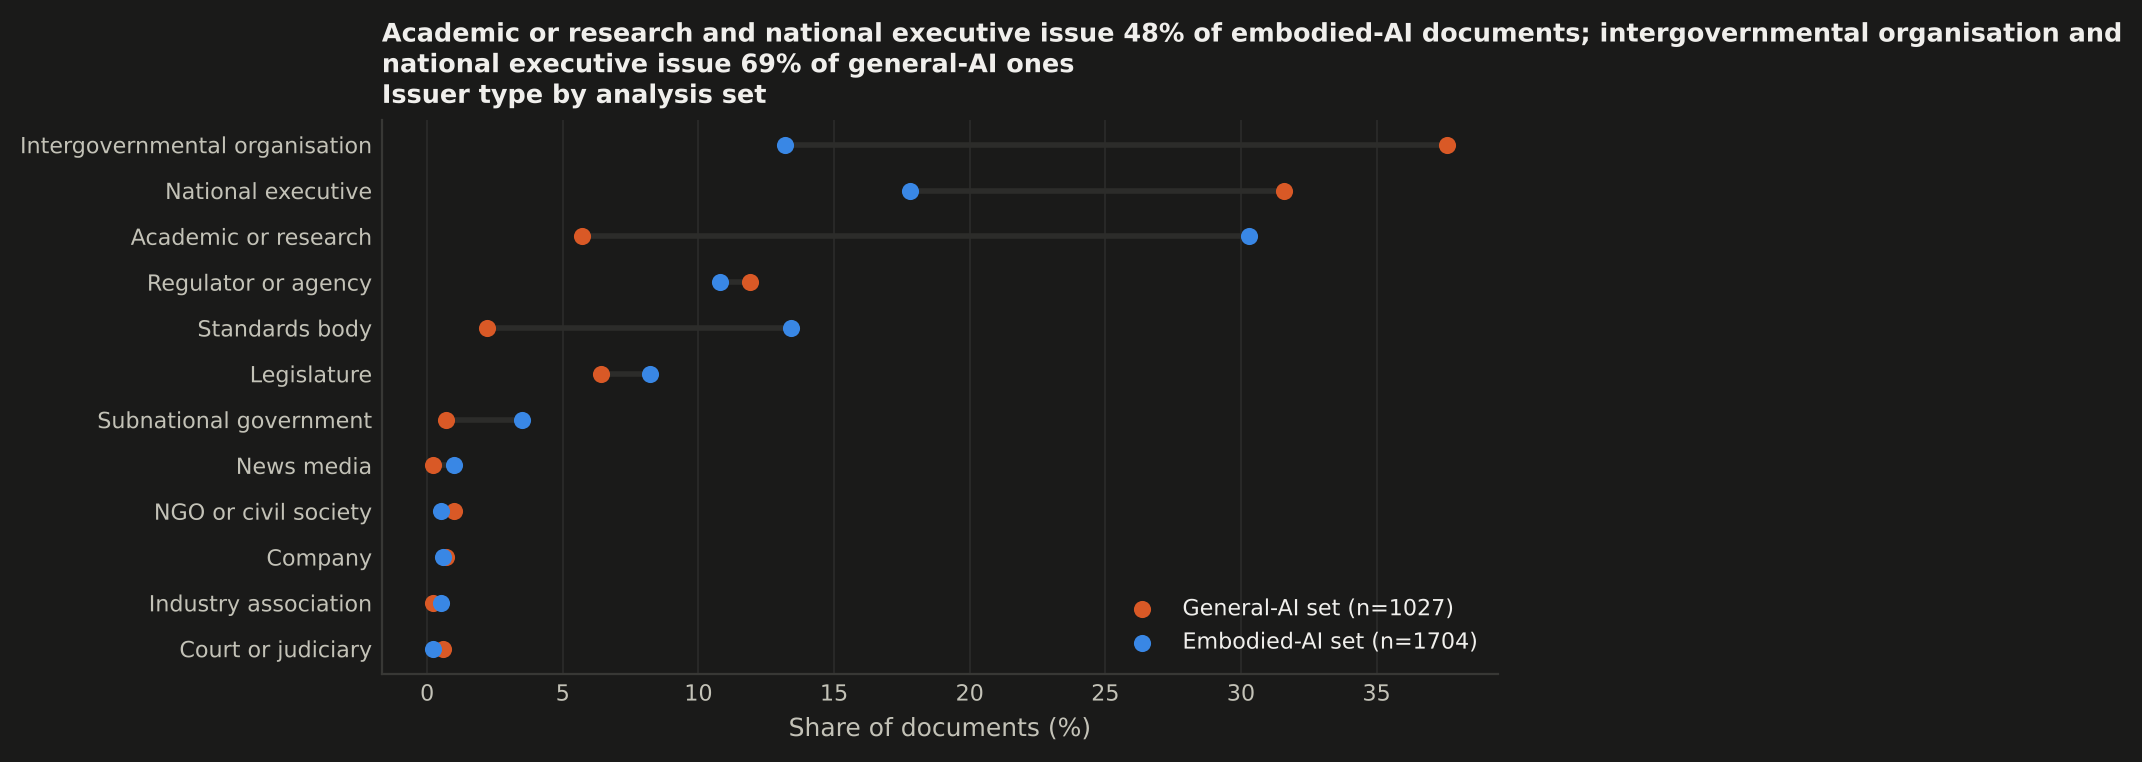 Academic or research and national executive issue 48% of embodied-AI documents; intergovernmental organisation and
national executive issue 69% of general-AI ones
Issuer type by analysis set
Intergovernmental organisation
National executive
Academic or research
Regulator or agency
Standards body
Legislature
Subnational government
News media
NGO or civil society
Company
Industry association
Court or judiciary
General-AI set (n=1027)
Embodied-AI set (n=1704)
0 5 10 15 20 25 30 35
Share of documents (%)